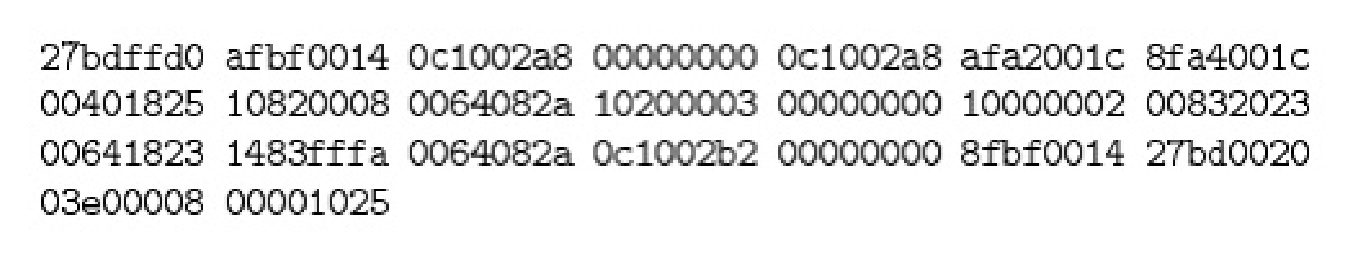 27bdffd0 afbf0014 0c1002a8 00000000 0c1002a8 afa2001c 8fa4001c
00401825 10820008 0064082a 10200003 00000000 10000002 00832023
00641823 1483fffa 0064082a 0c1002b2 00000000 8fbf0014 27bd0020
03e00008 00001025